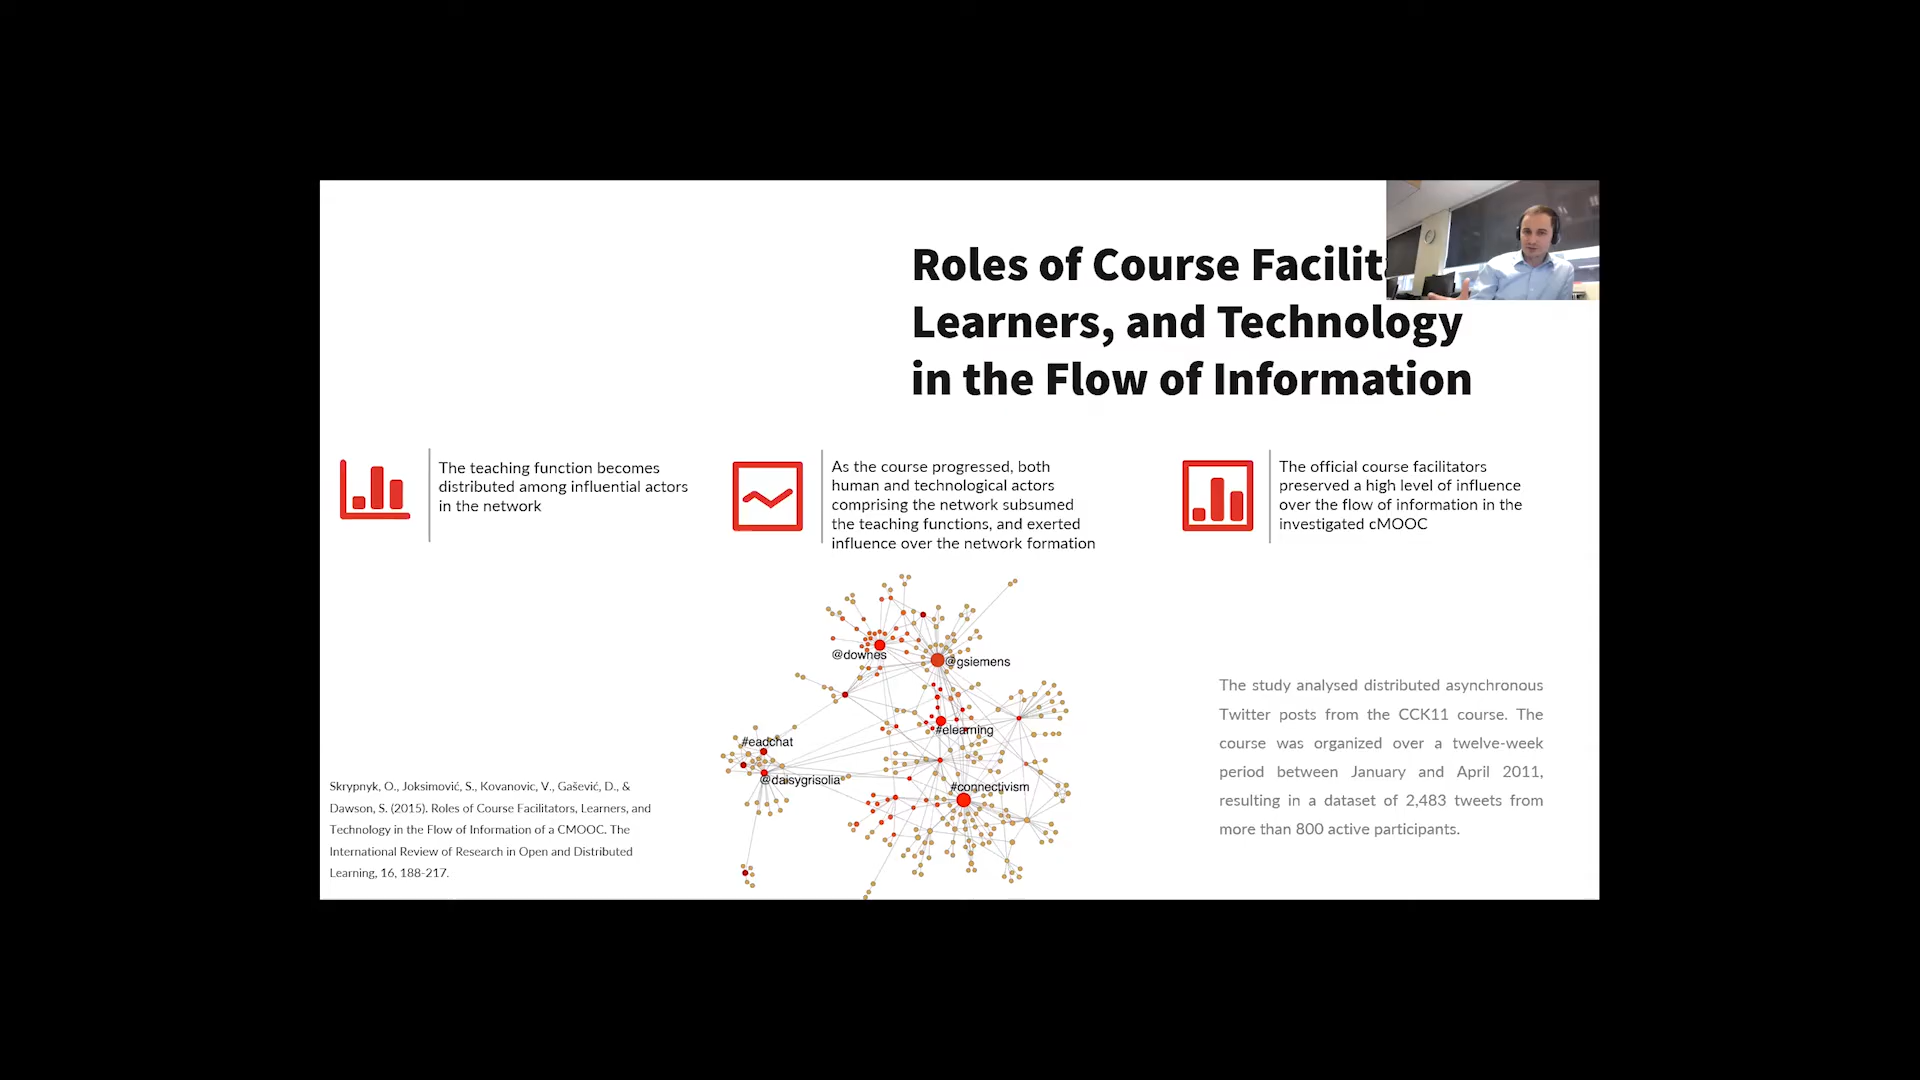 Roles of Course Facilit
Learners, and Technology
in the Flow of Information
The teaching function becomes
distributed among influential actors
in the network
As the course progressed, both
human and technological actors
comprising the network subsumed
the teaching functions, and exerted
influence over the network formation
The official course facilitators
preserved a high level of influence
over the flow of information in the
investigated cMOOC
@downes
@gsiemens
#elearning
#eadchat
@daisygrisolia
#connectivism
The study analysed distributed asynchronous
Twitter posts from the CCK11 course. The
course was organized over a twelve-week
period between January and April 2011,
resulting in a dataset of 2,483 tweets from
more than 800 active participants.
Skrypnyk, O., Joksimović, S., Kovanovic, V., Gašević, D., &
Dawson, S. (2015). Roles of Course Facilitators, Learners, and
Technology in the Flow of Information of a CMOOC. The
International Review of Research in Open and Distributed
Learning, 16, 188-217.